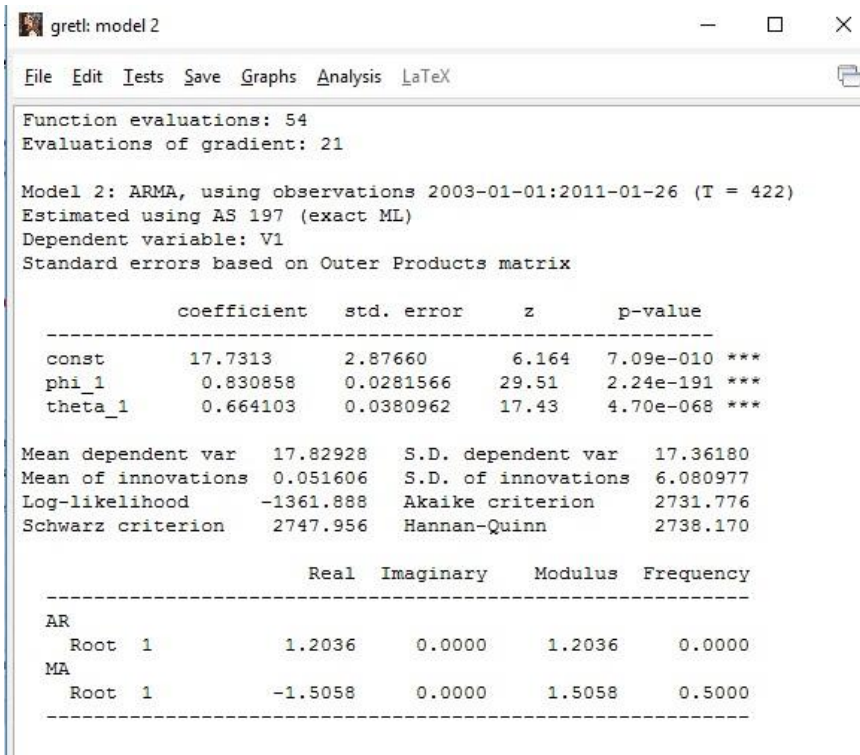 gretl: model 2
File Edit Tests Save Graphs Analysis LaTeX
Function evaluations: 54
Evaluations of gradient: 21
Model 2: ARMA, using observations 2003-01-01:2011-01-26 (T = 422)
Estimated using AS 197 (exact ML)
Dependent variable: V1
Standard errors based on Outer Products matrix
coefficient std. error z p-value
---------------------------------------------------------
const 17.7313 2.87660 6.164 7.09e-010 ***
phi_1 0.830858 0.0281566 29.51 2.24e-191 ***
theta_1 0.664103 0.0380962 17.43 4.70e-068 ***
Mean dependent var 17.82928 S.D. dependent var 17.36180
Mean of innovations 0.051606 S.D. of innovations 6.080977
Log-likelihood -1361.888 Akaike criterion 2731.776
Schwarz criterion 2747.956 Hannan-Quinn 2738.170
Real Imaginary Modulus Frequency
-----------------------------------------------------------
AR
Root 1 1.2036 0.0000 1.2036 0.0000
MA
Root 1 -1.5058 0.0000 1.5058 0.5000
-----------------------------------------------------------